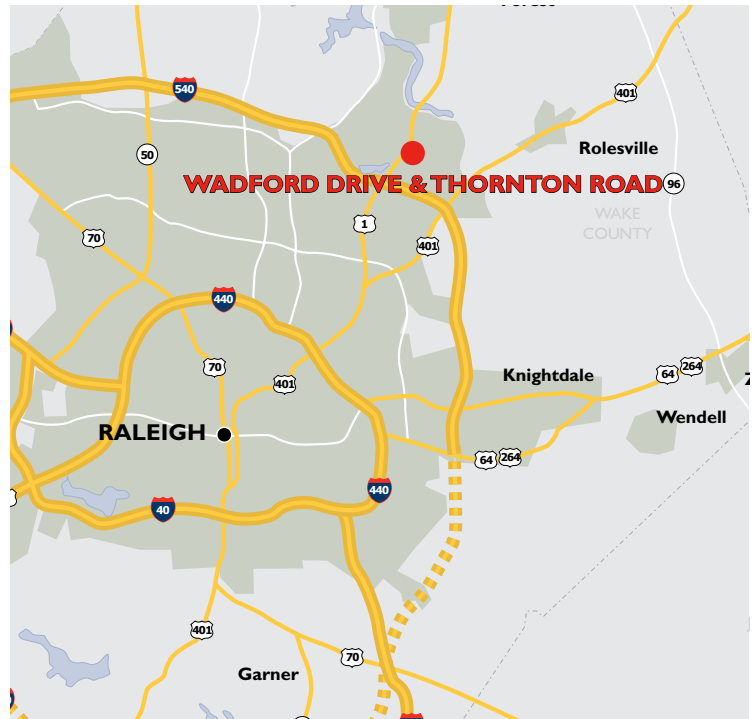 540
401
50
Rolesville
WADFORD DRIVE & THORNTON ROAD
96
WAKE
COUNTY
1
70
401
440
70
401
Knightdale
64
264
Wendell
RALEIGH
64
264
440
40
401
70
Garner